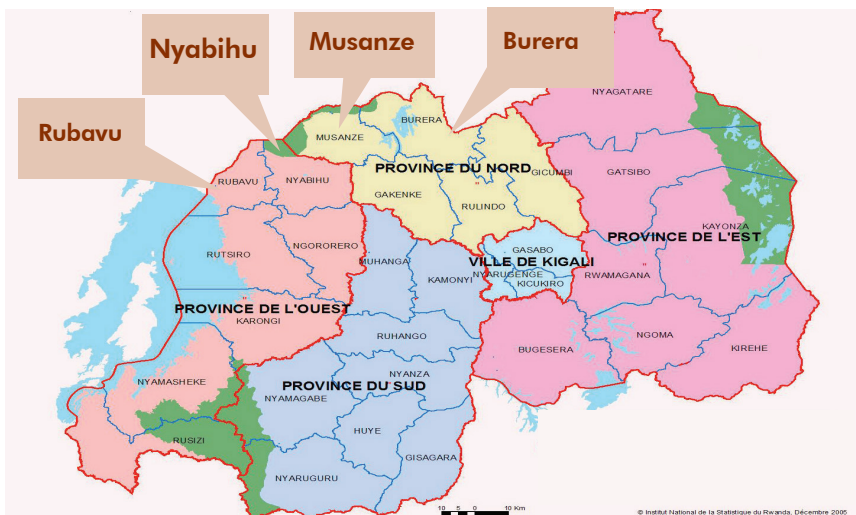 Nyabihu
Musanze
Burera
Rubavu
NYAGATARE
BURERA
MUSANZE
PROVINCE DU NORD
GICUMBI
GATSIBO
RUBAVU
NYABIHU
GAKENKE
RULINDO
KAYONZA
PROVINCE DE L'EST
RUTSIRO
NGORORERO
MUHANGA
GASABO
VILLE DE KIGALI
NYARUGENGE
KICUKIRO
RWAMAGANA
KAMONYI
PROVINCE DE L'OUEST
KARONGI
RUHANGO
BUGESERA
NGOMA
KIREHE
NYAMASHEKE
NYANZA
PROVINCE DU SUD
NYAMAGABE
HUYE
RUSIZI
GISAGARA
NYARUGURU
10 5 0 10 Km
© Institut National de la Statistique du Rwanda, Décembre 2005